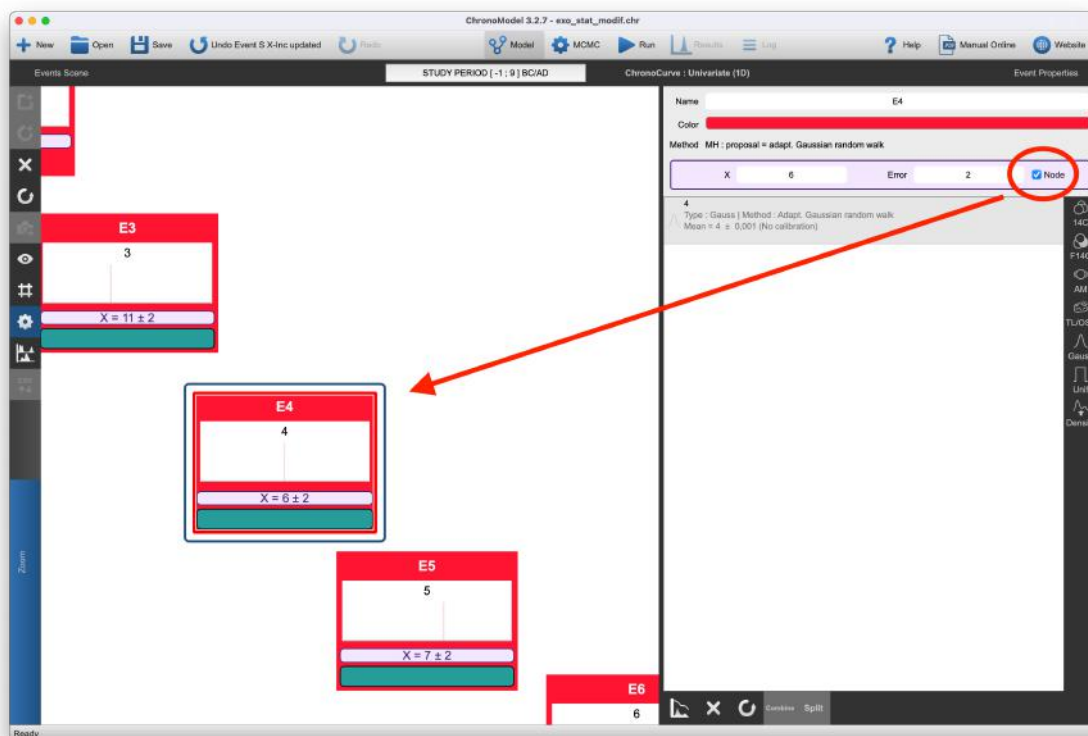 ChronoModel 3.2.7 - exo_stat_modif.chr
New Open Save Undo Event S X-Inc updated Redo Model MCMC Run Results Log Help Manual Online Website
Events Scene STUDY PERIOD [ -1 ; 9 ] BC/AD ChronoCurve : Univariate (1D) Event Properties
Name E4
Color
Method MH : proposal = adapt. Gaussian random walk
X 6 Error 2 Node
4
Type : Gauss | Method : Adapt. Gaussian random walk
Mean = 4 ± 0,001 (No calibration)
14C
F14C
AM
TL/OS
Gauss
Unif
Densi
E3
3
X = 11 ± 2
E4
4
X = 6 ± 2
E5
5
X = 7 ± 2
E6
6
Zoom
Combine Split
Ready